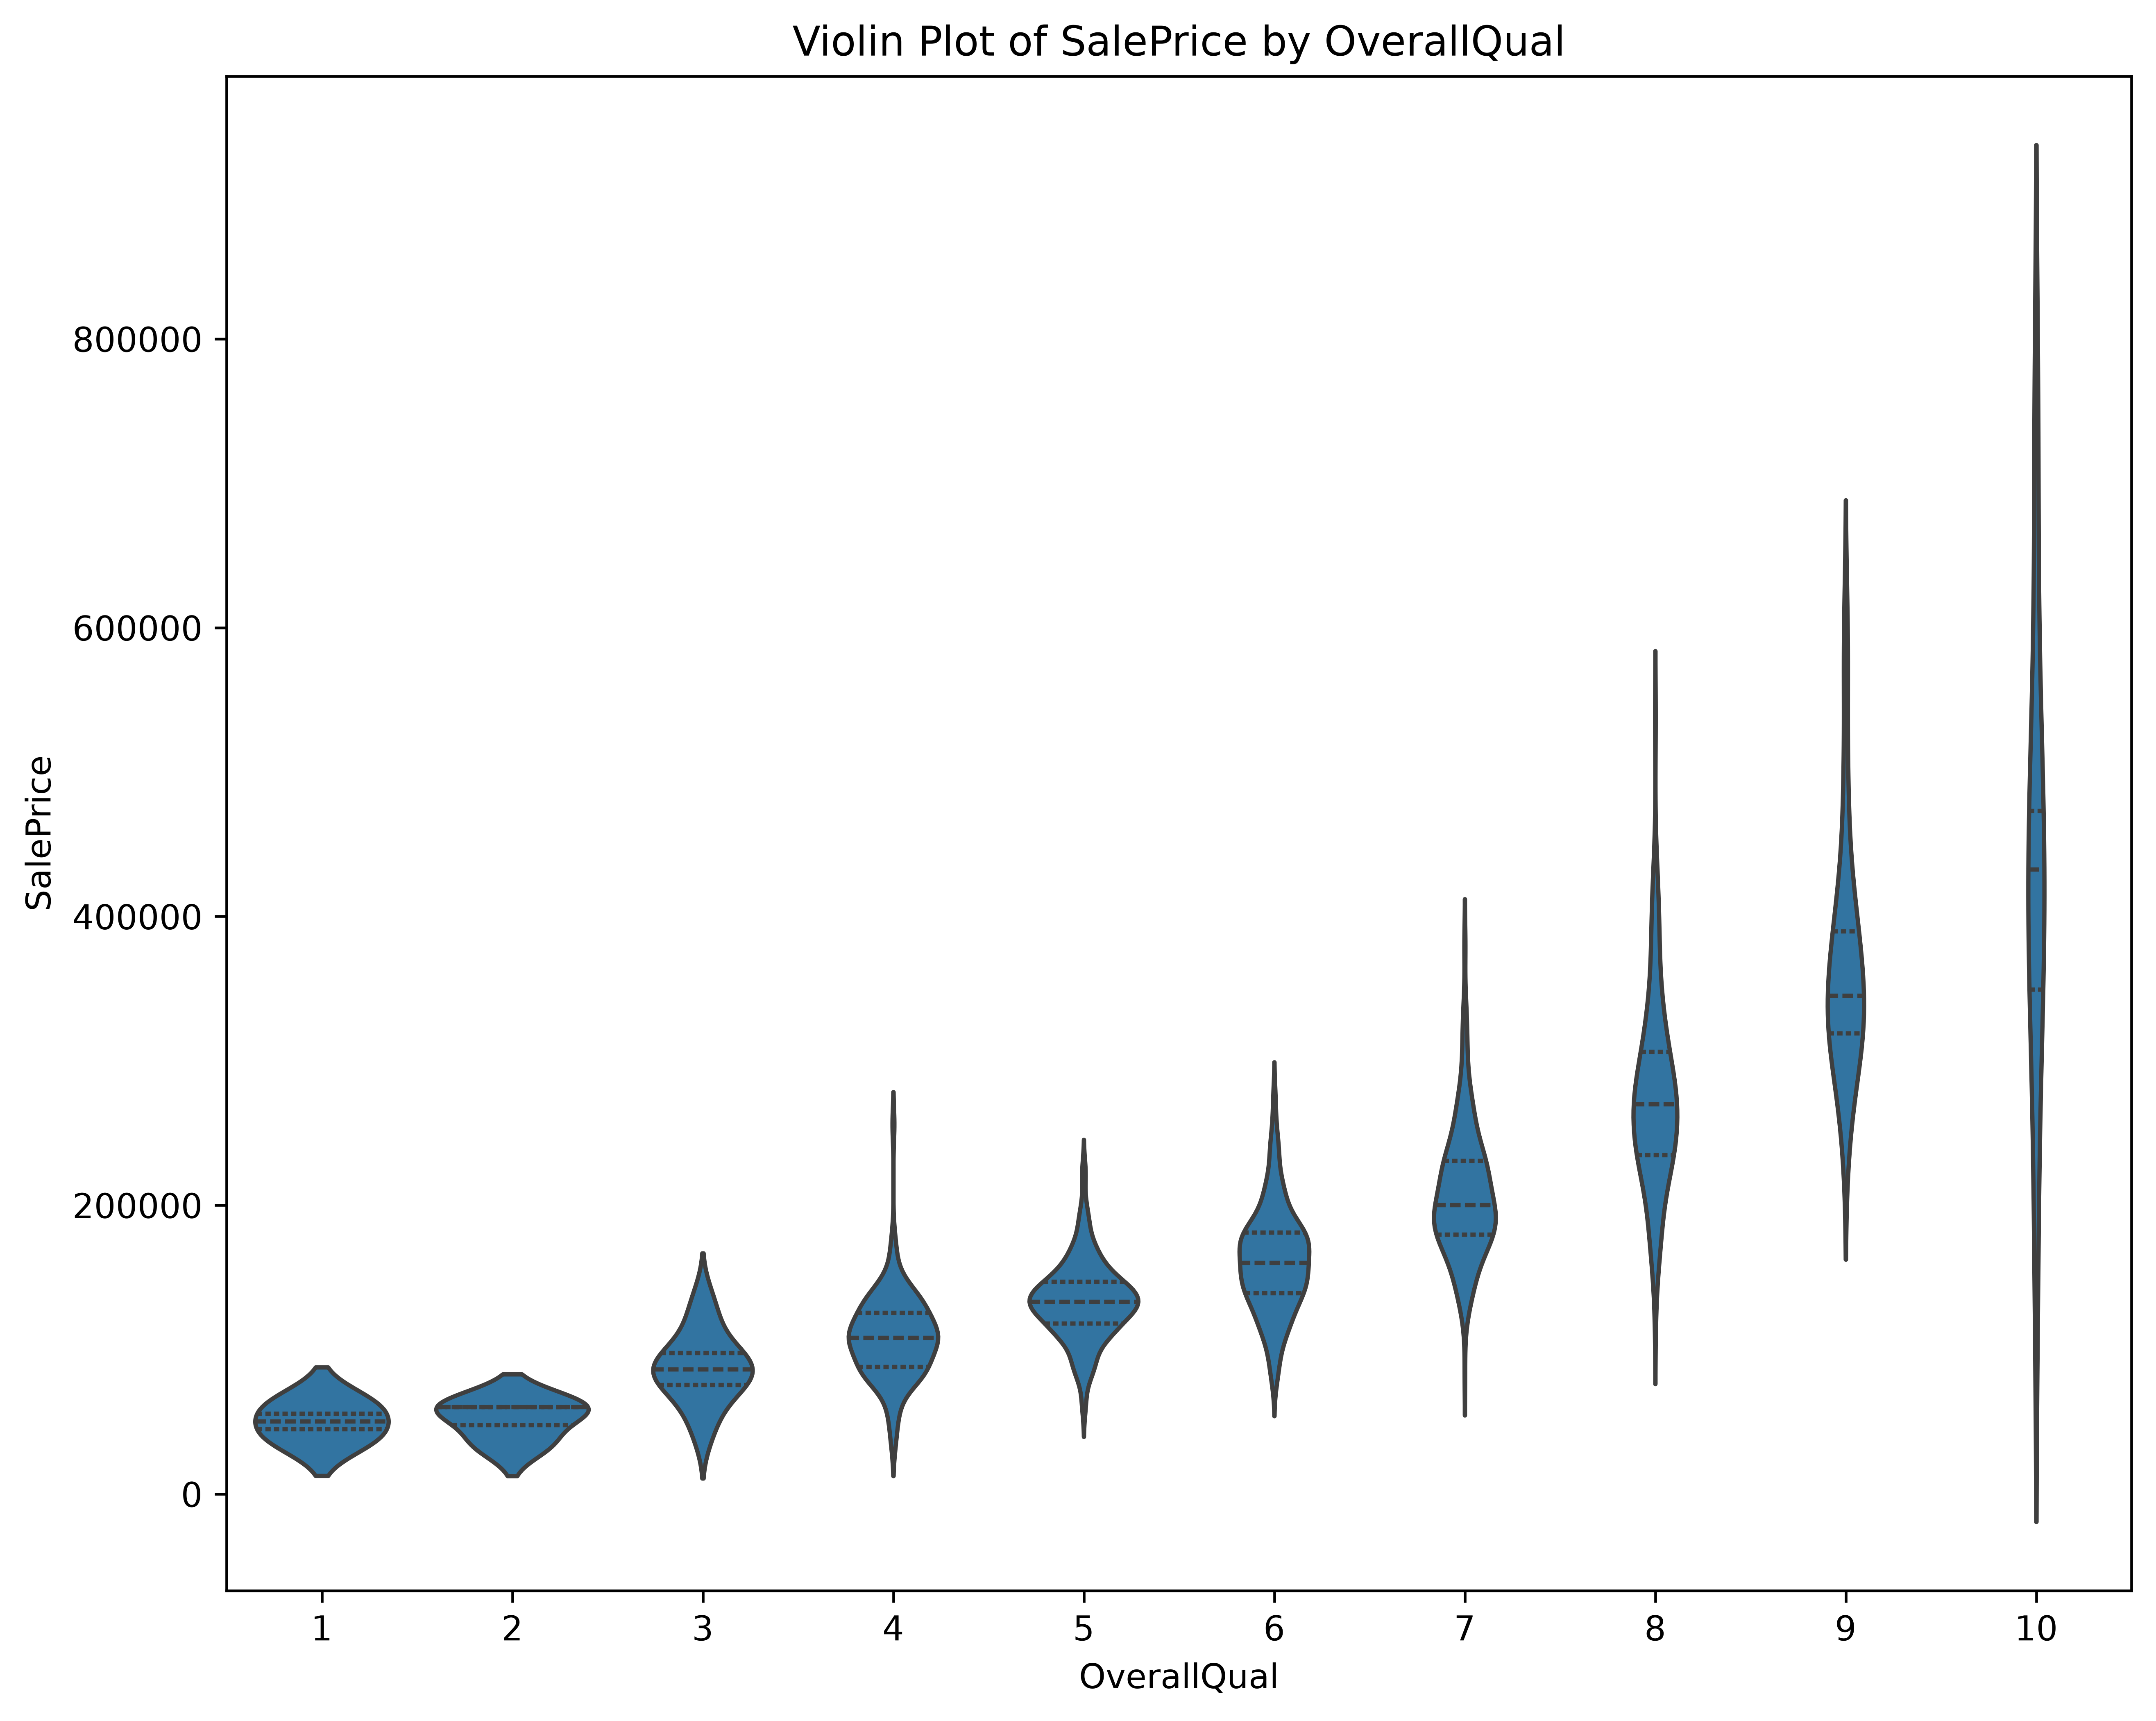 Violin Plot of SalePrice by OverallQual
SalePrice
800000
600000
400000
200000
0
1 2 3 4 5 6 7 8 9 10
OverallQual